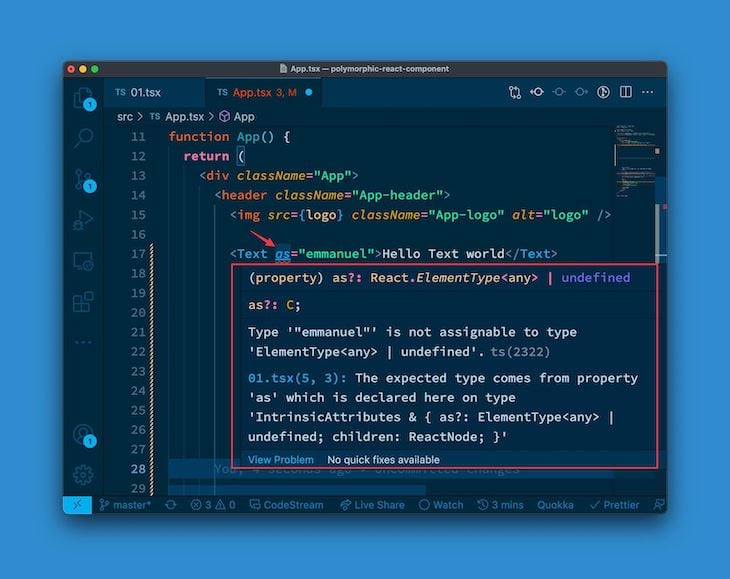 App.tsx — polymorphic-react-component
TS 01.tsx
TS App.tsx 3, M
src > TS App.tsx > App
11 function App() {
12 return (
13 <div className="App">
14 <header className="App-header">
15 <img src={logo} className="App-logo" alt="logo" />
16
17 <Text as="emmanuel">Hello Text world</Text>
18 (property) as?: React.ElementType<any> | undefined
19 as?: C;
20 Type '"emmanuel"' is not assignable to type
21 'ElementType<any> | undefined'. ts(2322)
22
23 01.tsx(5, 3): The expected type comes from property
24 'as' which is declared here on type
25 'IntrinsicAttributes & { as?: ElementType<any> |
26 undefined; children: ReactNode; }'
27 View Problem No quick fixes available
28 You, 4 seconds ago • Uncommitted changes
29
1
1
1
master* 3 0 CodeStream Live Share Watch 3 mins Quokka Prettier